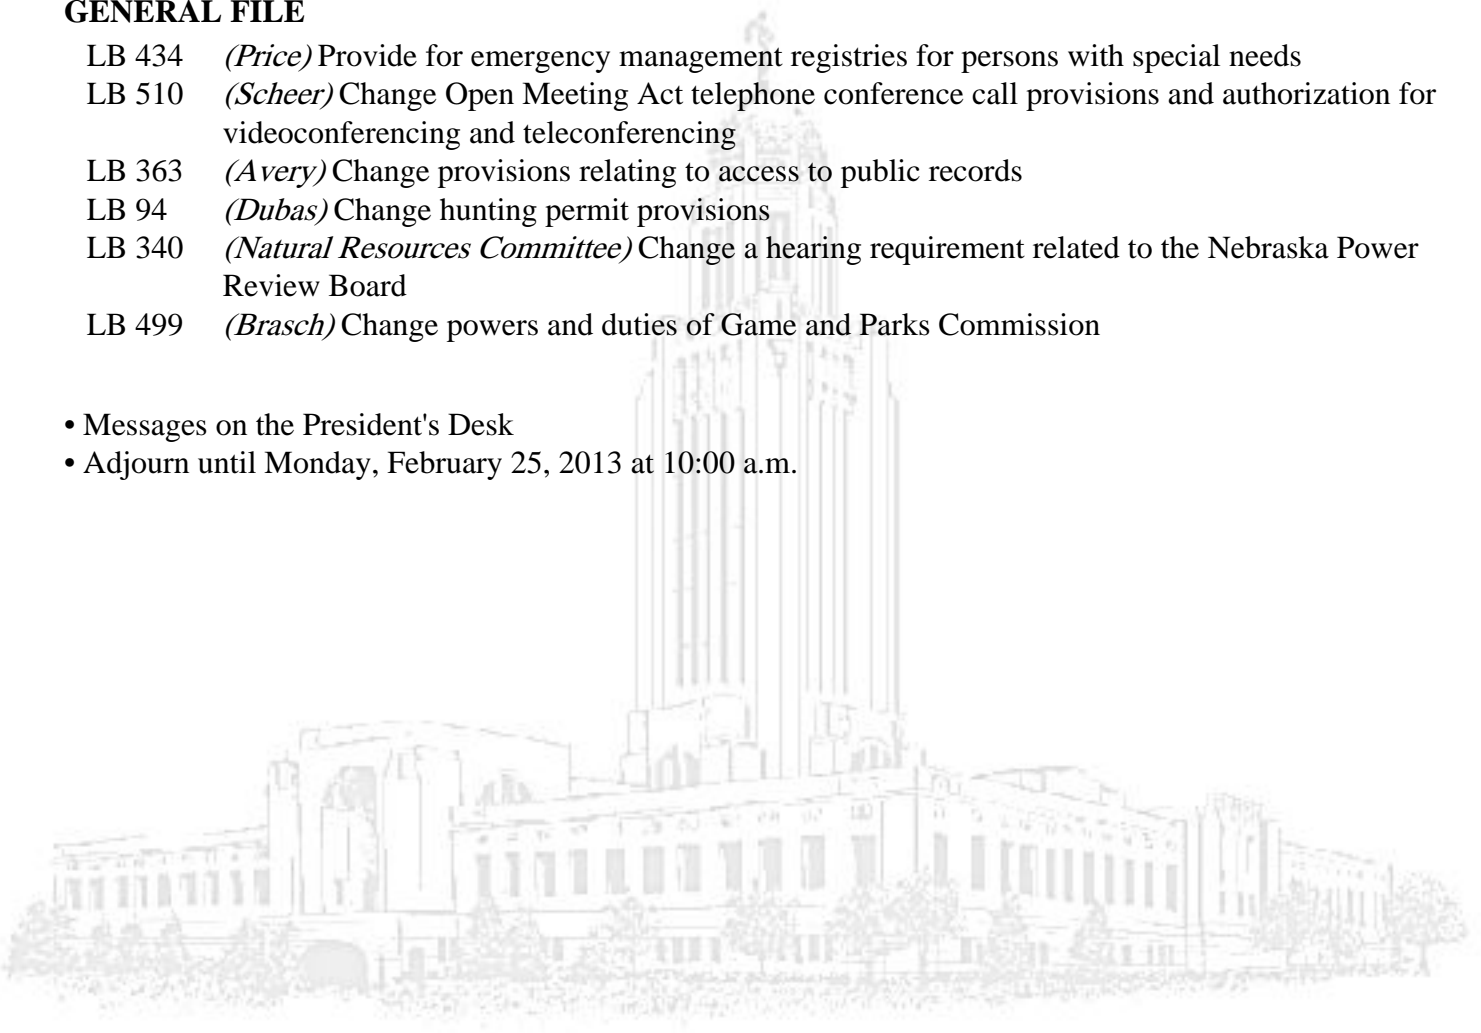 GENERAL FILE
LB 434 (Price) Provide for emergency management registries for persons with special needs
LB 510 (Scheer) Change Open Meeting Act telephone conference call provisions and authorization for
videoconferencing and teleconferencing
LB 363 (Avery) Change provisions relating to access to public records
LB 94 (Dubas) Change hunting permit provisions
LB 340 (Natural Resources Committee) Change a hearing requirement related to the Nebraska Power
Review Board
LB 499 (Brasch) Change powers and duties of Game and Parks Commission
• Messages on the President's Desk
• Adjourn until Monday, February 25, 2013 at 10:00 a.m.